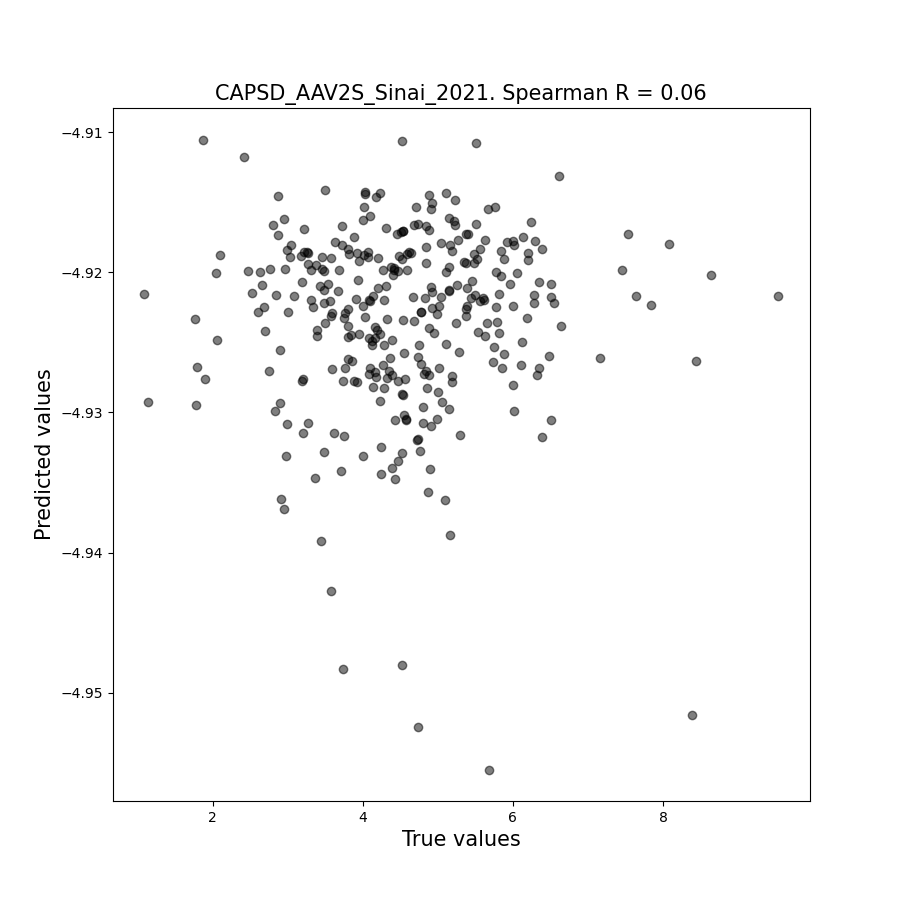 CAPSD_AAV2S_Sinai_2021. Spearman R = 0.06
−4.91
−4.92
−4.93
−4.94
−4.95
Predicted values
2 4 6 8
True values